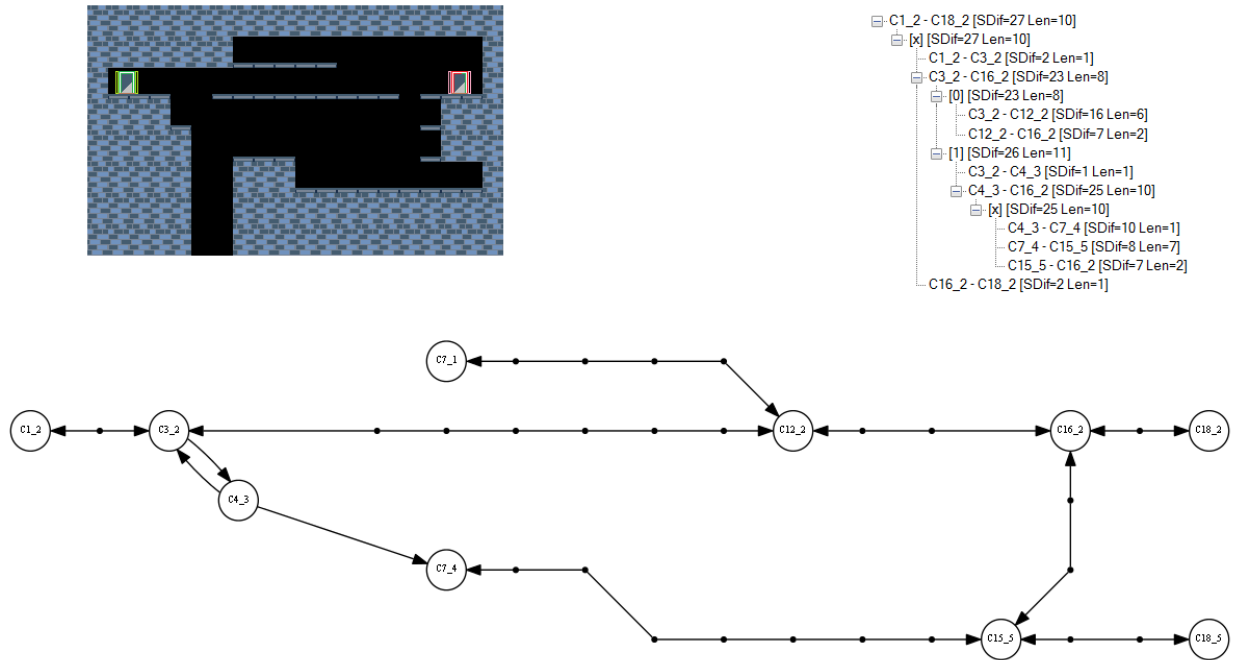 C1_2 - C18_2 [SDif=27 Len=10]
[x] [SDif=27 Len=10]
C1_2 - C3_2 [SDif=2 Len=1]
C3_2 - C16_2 [SDif=23 Len=8]
[0] [SDif=23 Len=8]
C3_2 - C12_2 [SDif=16 Len=6]
C12_2 - C16_2 [SDif=7 Len=2]
[1] [SDif=26 Len=11]
C3_2 - C4_3 [SDif=1 Len=1]
C4_3 - C16_2 [SDif=25 Len=10]
[x] [SDif=25 Len=10]
C4_3 - C7_4 [SDif=10 Len=1]
C7_4 - C15_5 [SDif=8 Len=7]
C15_5 - C16_2 [SDif=7 Len=2]
C16_2 - C18_2 [SDif=2 Len=1]
C7_1
C1_2 C3_2 C12_2 C16_2 C18_2
C4_3
C7_4
C15_5 C18_5